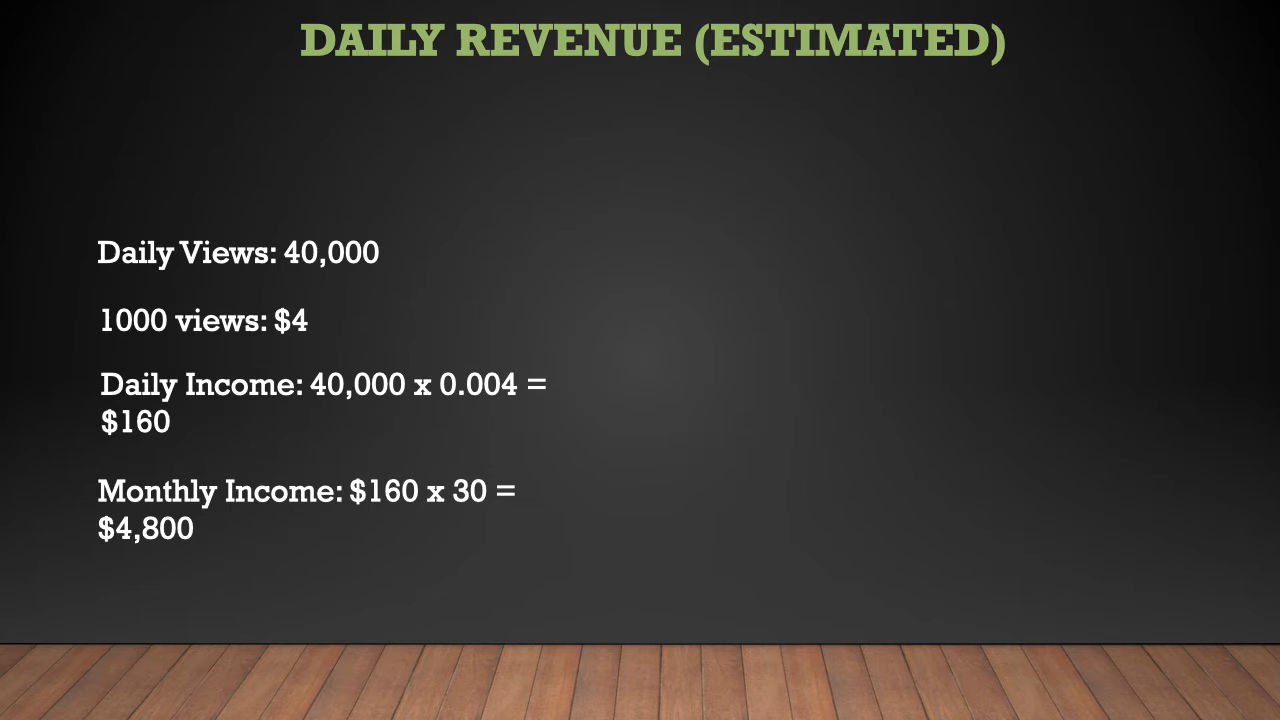 DAILY REVENUE (ESTIMATED)
Daily Views: 40,000
1000 views: $4
Daily Income: 40,000 x 0.004 =
$160
Monthly Income: $160 x 30 =
$4,800